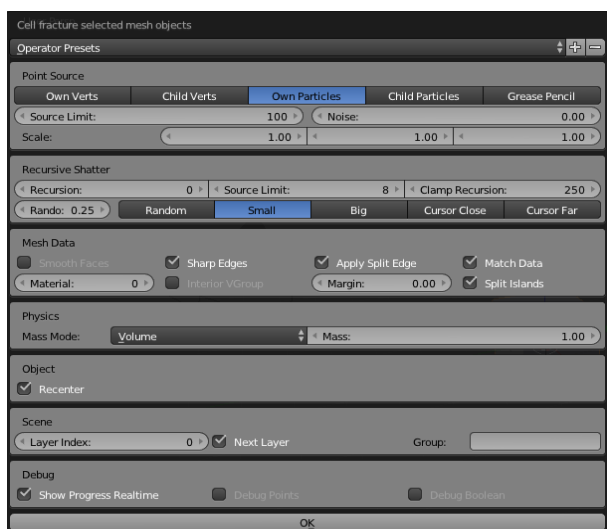 Cell fracture selected mesh objects
Operator Presets
Point Source
Own Verts Child Verts Own Particles Child Particles Grease Pencil
Source Limit: 100 Noise: 0.00
Scale: 1.00 1.00 1.00
Recursive Shatter
Recursion: 0 Source Limit: 8 Clamp Recursion: 250
Rando: 0.25 Random Small Big Cursor Close Cursor Far
Mesh Data
Smooth Faces Sharp Edges Apply Split Edge Match Data
Material: 0 Interior VGroup Margin: 0.00 Split Islands
Physics
Mass Mode: Volume Mass: 1.00
Object
Recenter
Scene
Layer Index: 0 Next Layer Group:
Debug
Show Progress Realtime Debug Points Debug Boolean
OK